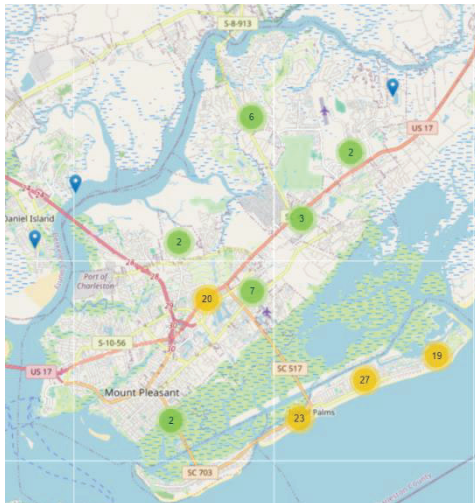 S-8-913
6
US 17
2
3
Daniel Island
2
Port of
Charleston
20
7
S-10-56
19
SC 517
US 17
27
Mount Pleasant
Palms
23
2
SC 703